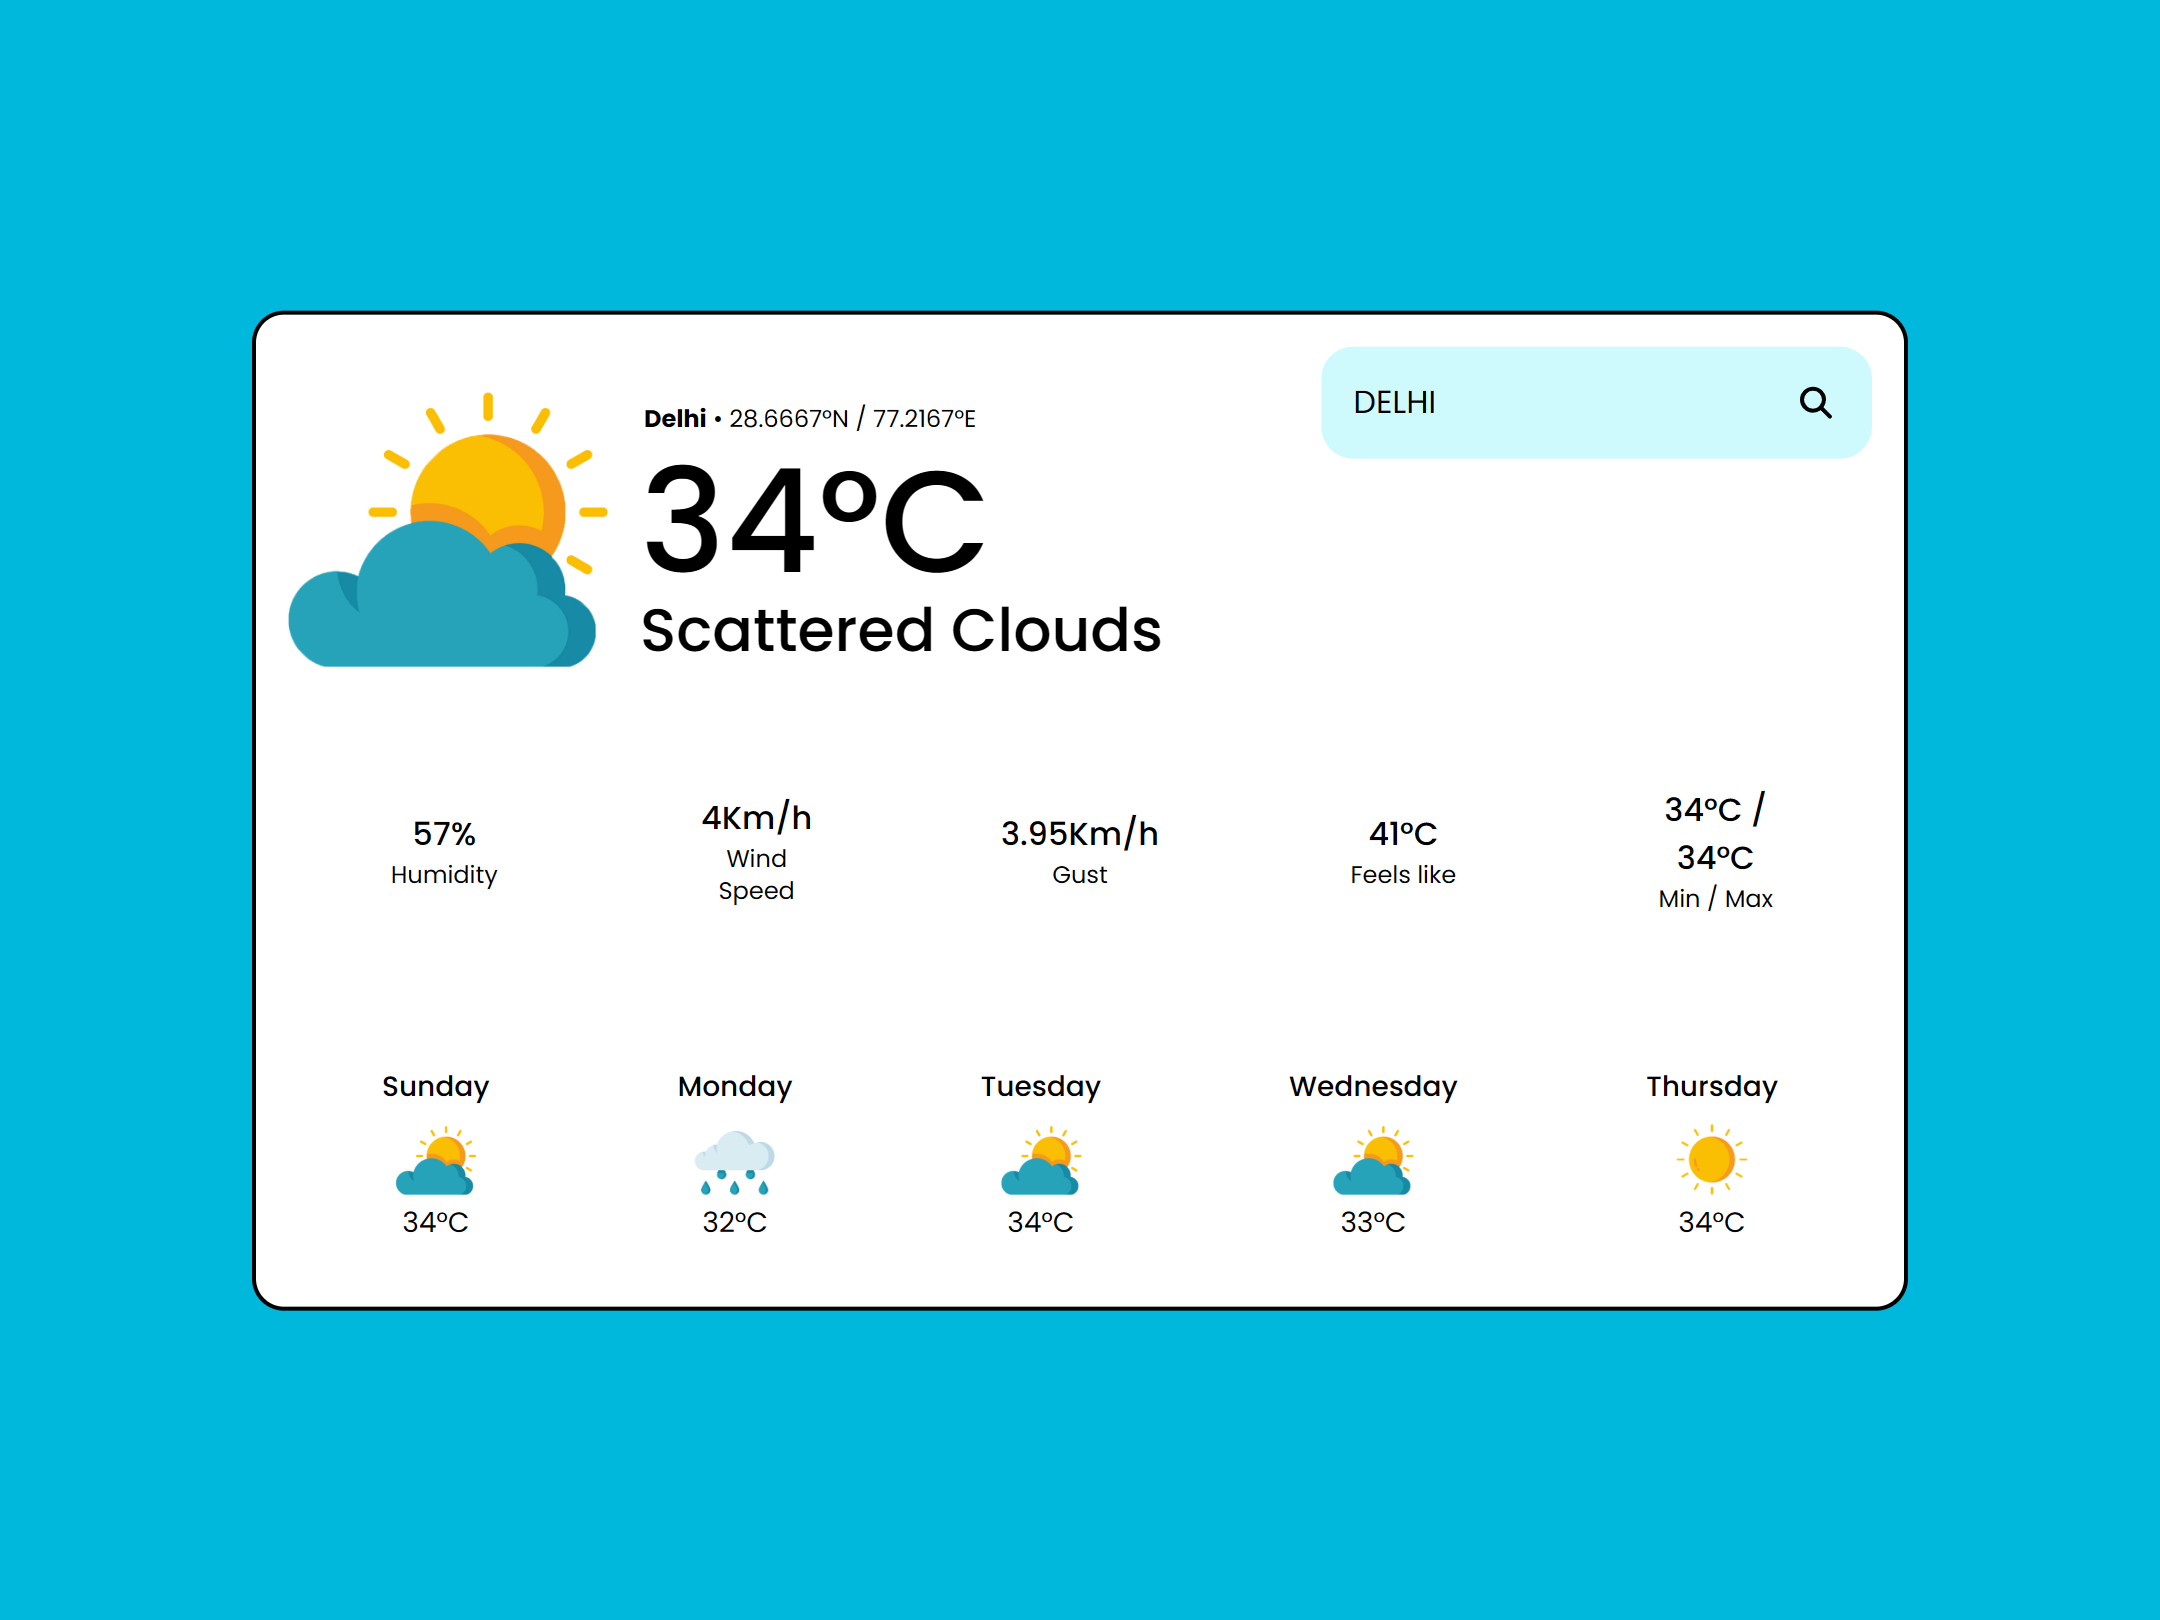 DELHI
Delhi • 28.6667°N / 77.2167°E
34°C
Scattered Clouds
57%
Humidity
4Km/h
Wind
Speed
3.95Km/h
Gust
41°C
Feels like
34°C /
34°C
Min / Max
Sunday
34°C
Monday
32°C
Tuesday
34°C
Wednesday
33°C
Thursday
34°C